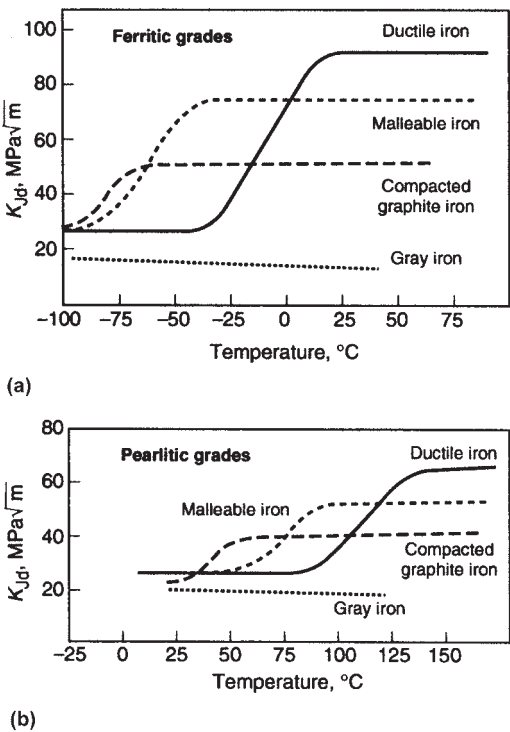 100
80
60
40
20
K_Jd, MPa√m
Ferritic grades
Ductile iron
Malleable iron
Compacted
graphite iron
Gray iron
−100 −75 −50 −25 0 25 50 75
Temperature, °C
(a)
80
60
40
20
K_Jd, MPa√m
Pearlitic grades
Ductile iron
Malleable iron
Compacted
graphite iron
Gray iron
−25 0 25 50 75 100 125 150
Temperature, °C
(b)